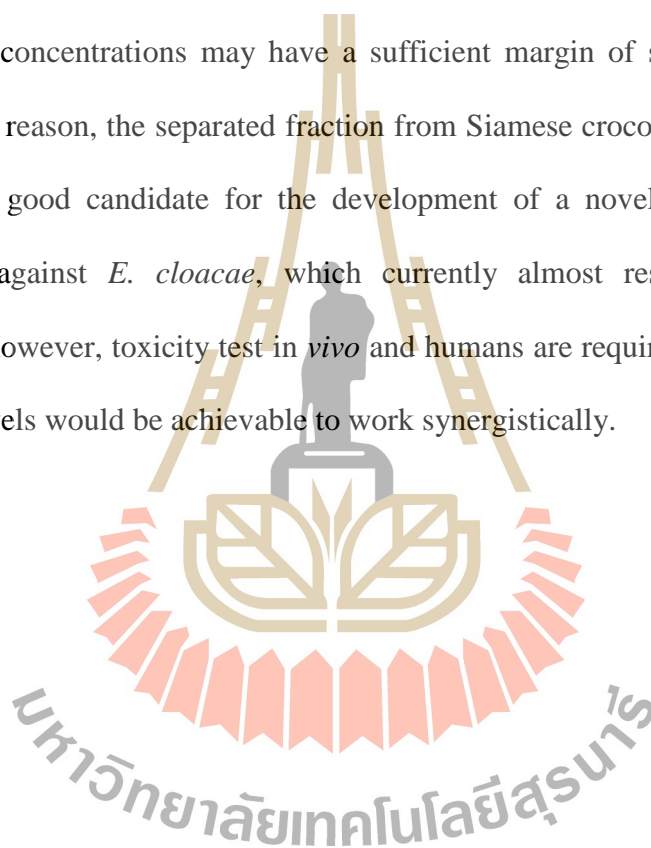 concentrations may have a sufficient margin of s
reason, the separated fraction from Siamese croco
good candidate for the development of a novel
against E. cloacae, which currently almost res
owever, toxicity test in vivo and humans are requir
els would be achievable to work synergistically.
มหาวิทยาลัยเทคโนโลยีสุรนารี